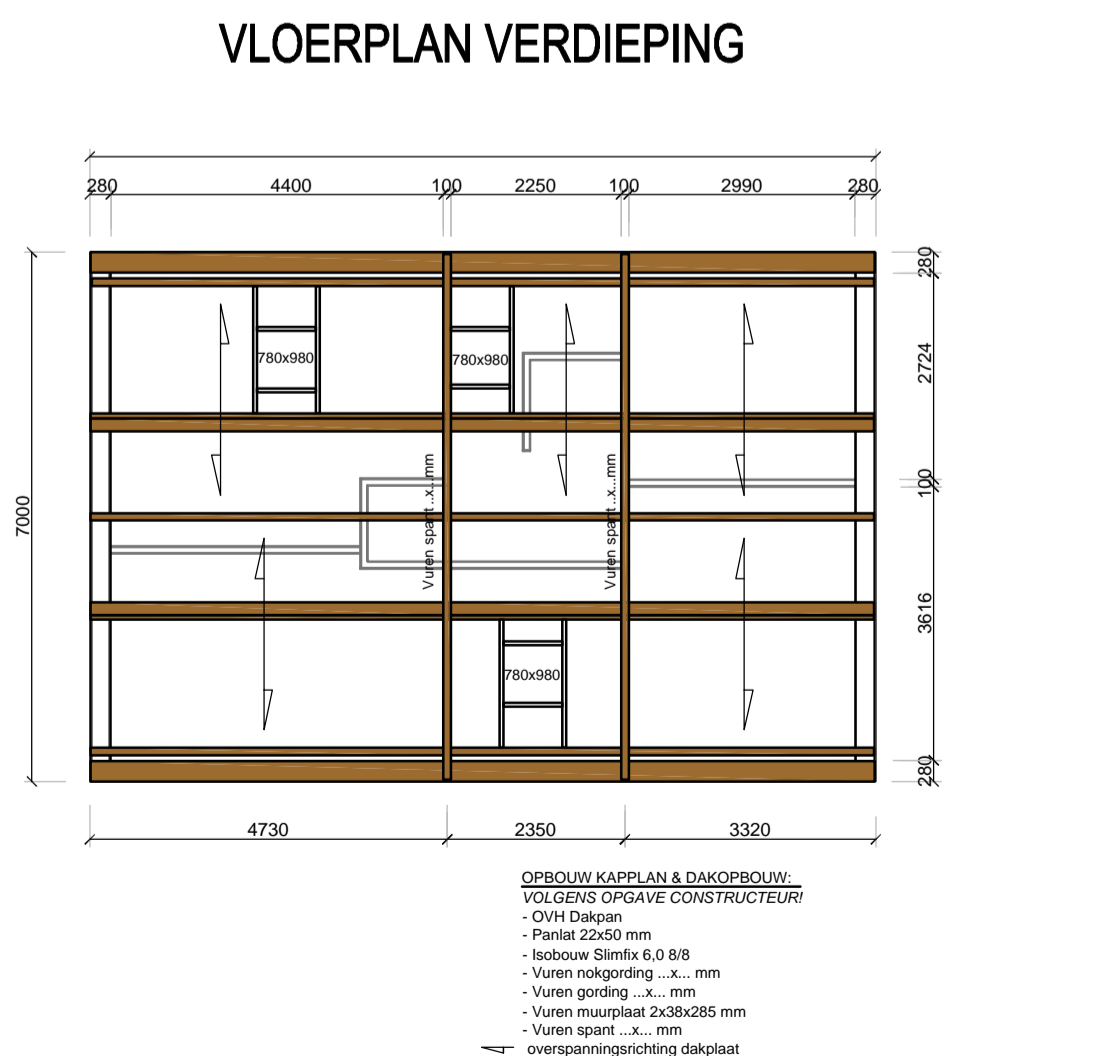 VLOERPLAN VERDIEPING
280 4400 100 2250 100 2990 280
280
780x980 780x980
2724
Vuren spant ..x...mm Vuren spant ..x...mm
100
7000
3616
780x980
280
4730 2350 3320
OPBOUW KAPPLAN & DAKOPBOUW:
VOLGENS OPGAVE CONSTRUCTEUR!
- OVH Dakpan
- Panlat 22x50 mm
- Isobouw Slimfix 6,0 8/8
- Vuren nokgording ...x... mm
- Vuren gording ...x... mm
- Vuren muurplaat 2x38x285 mm
- Vuren spant ...x... mm
overspanningsrichting dakplaat